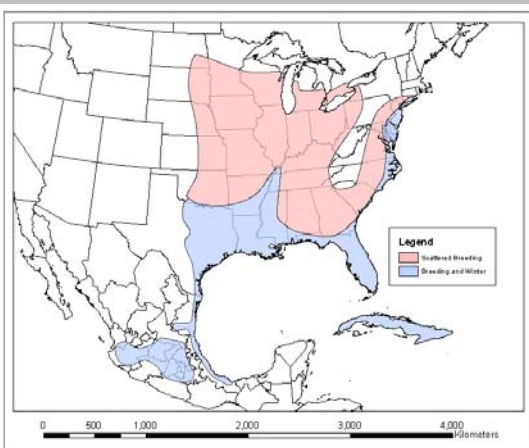 Legend
Scattered Breeding
Breeding and Winter
0 500 1,000 2,000 3,000 4,000
Kilometers